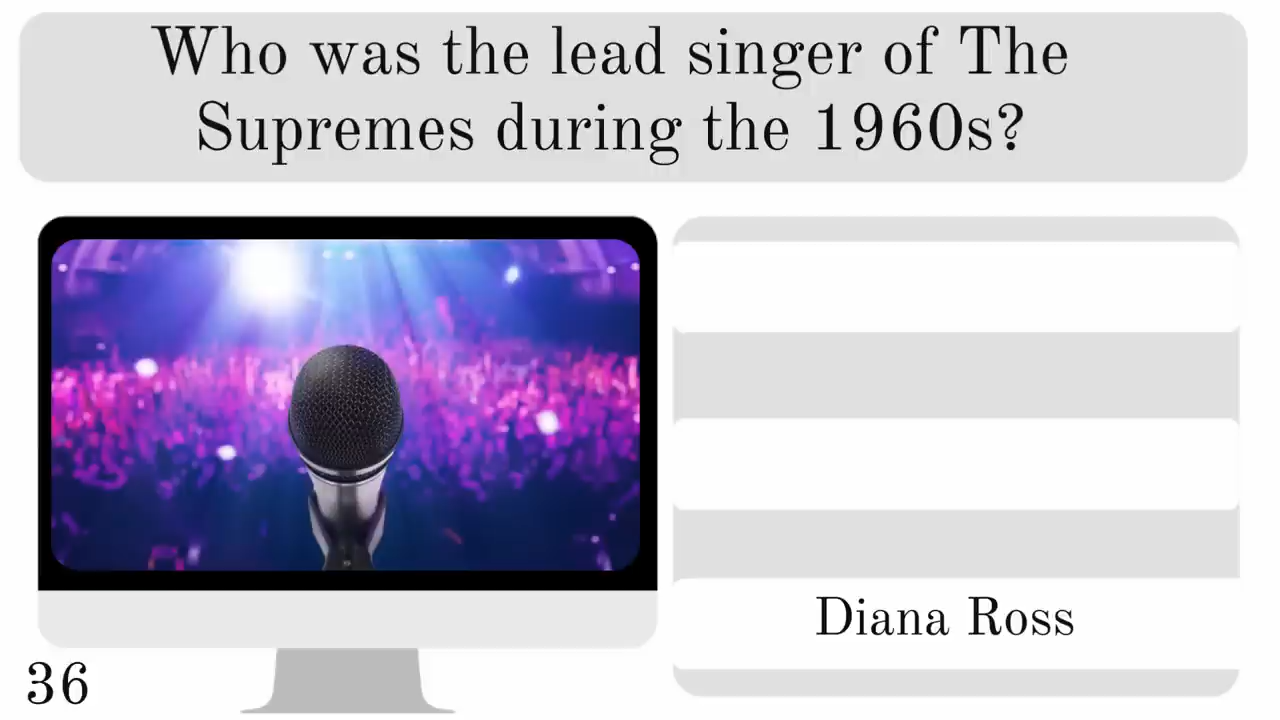 Who was the lead singer of The
Supremes during the 1960s?
Diana Ross
36